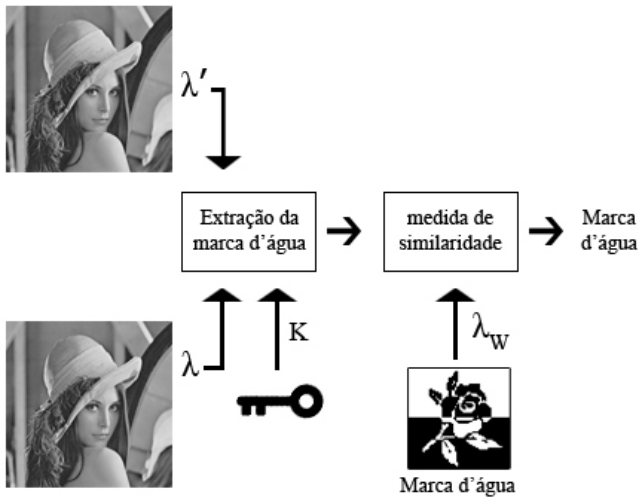 λ′
Extração da
marca d'água
medida de
similaridade
Marca
d'água
λ
K
λW
Marca d'água